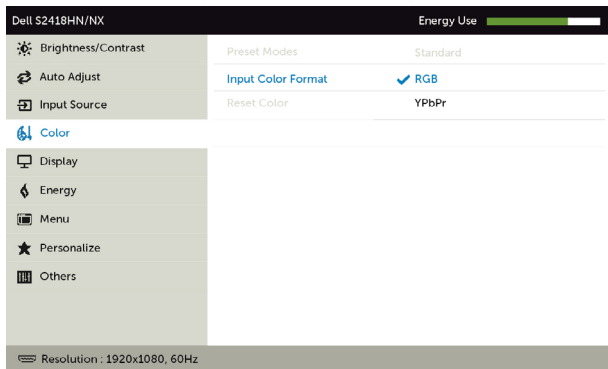 Dell S2418HN/NX
Energy Use
Brightness/Contrast
Auto Adjust
Input Source
Color
Display
Energy
Menu
Personalize
Others
Preset Modes
Standard
Input Color Format
RGB
Reset Color
YPbPr
Resolution : 1920x1080, 60Hz